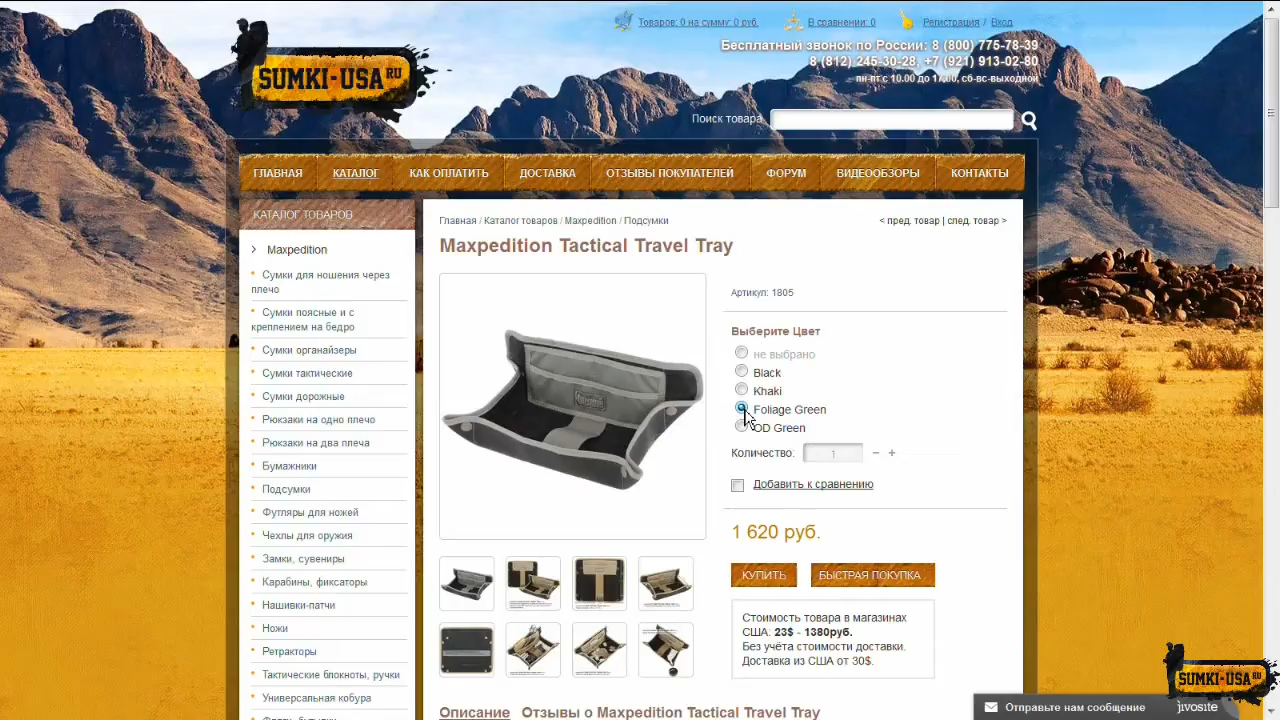 Товаров: 0 на сумму: 0 руб.
В сравнении: 0
Регистрация / Вход
Бесплатный звонок по России: 8 (800) 775-78-39
8 (812) 245-30-28, +7 (921) 913-02-80
пн-пт с 10.00 до 17.00, сб-вс-выходной
SUMKI-USA RU
Поиск товара
ГЛАВНАЯ
КАТАЛОГ
КАК ОПЛАТИТЬ
ДОСТАВКА
ОТЗЫВЫ ПОКУПАТЕЛЕЙ
ФОРУМ
ВИДЕООБЗОРЫ
КОНТАКТЫ
КАТАЛОГ ТОВАРОВ
Maxpedition
Сумки для ношения через
плечо
Сумки поясные и с
креплением на бедро
Сумки органайзеры
Сумки тактические
Сумки дорожные
Рюкзаки на одно плечо
Рюкзаки на два плеча
Бумажники
Подсумки
Футляры для ножей
Чехлы для оружия
Замки, сувениры
Карабины, фиксаторы
Нашивки-патчи
Ножи
Ретракторы
Тактические блокноты, ручки
Универсальная кобура
Главная / Каталог товаров / Maxpedition / Подсумки
< пред. товар | след. товар >
Maxpedition Tactical Travel Tray
Артикул: 1805
Выберите Цвет
не выбрано
Black
Khaki
Foliage Green
OD Green
Количество: 1 − +
Добавить к сравнению
1 620 руб.
КУПИТЬ
БЫСТРАЯ ПОКУПКА
Стоимость товара в магазинах
США: 23$ - 1380руб.
Без учёта стоимости доставки.
Доставка из США от 30$.
Описание
Отзывы о Maxpedition Tactical Travel Tray
SUMKI-USA RU
Отправьте нам сообщение
jivosite